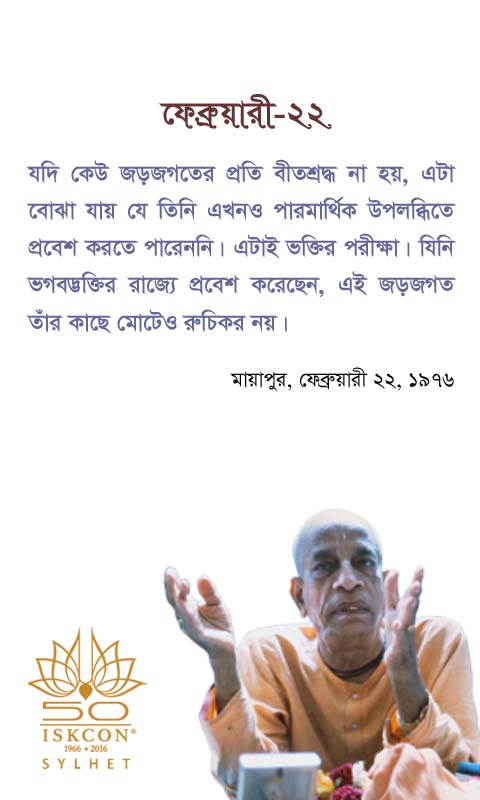 ফেব্রুয়ারী-২২
যদি কেউ জড়জগতের প্রতি বীতশ্রদ্ধ না হয়, এটা
বোঝা যায় যে তিনি এখনও পারমার্থিক উপলব্ধিতে
প্রবেশ করতে পারেননি। এটাই ভক্তির পরীক্ষা। যিনি
ভগবদ্ভক্তির রাজ্যে প্রবেশ করেছেন, এই জড়জগত
তাঁর কাছে মোটেও রুচিকর নয়।
মায়াপুর, ফেব্রুয়ারী ২২, ১৯৭৬
50
ISKCON®
1966 • 2016
SYLHET